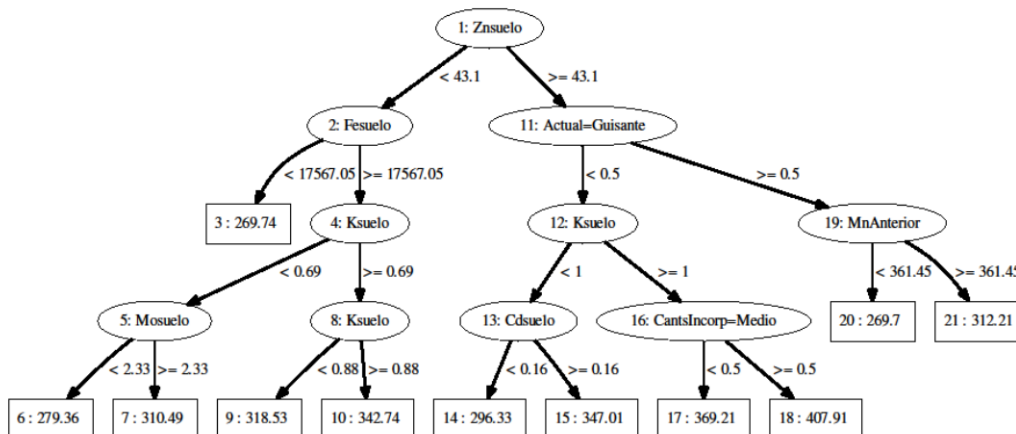 1: Znsuelo
< 43.1 >= 43.1
2: Fesuelo 11: Actual=Guisante
< 17567.05 >= 17567.05 < 0.5 >= 0.5
3 : 269.74 4: Ksuelo 12: Ksuelo 19: MnAnterior
< 0.69 >= 0.69 < 1 >= 1 < 361.45 >= 361.45
5: Mosuelo 8: Ksuelo 13: Cdsuelo 16: CantsIncorp=Medio 20 : 269.7 21 : 312.21
< 2.33 >= 2.33 < 0.88 >= 0.88 < 0.16 >= 0.16 < 0.5 >= 0.5
6 : 279.36 7 : 310.49 9 : 318.53 10 : 342.74 14 : 296.33 15 : 347.01 17 : 369.21 18 : 407.91